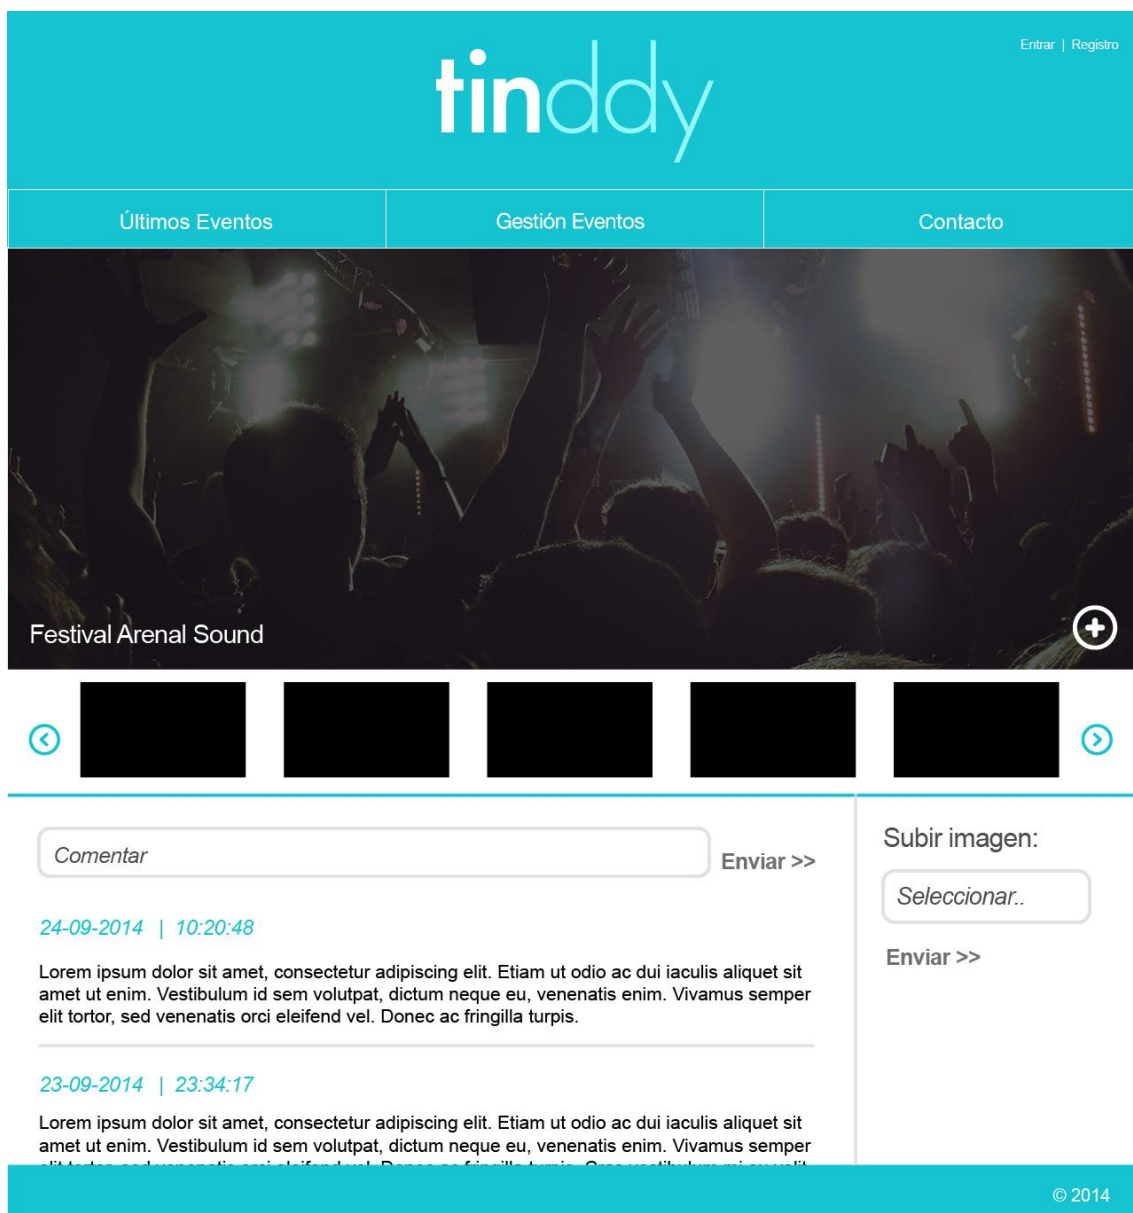 tinddy
Entrar | Registro
Últimos Eventos
Gestión Eventos
Contacto
Festival Arenal Sound
Comentar
Enviar >>
24-09-2014 | 10:20:48
Lorem ipsum dolor sit amet, consectetur adipiscing elit. Etiam ut odio ac dui iaculis aliquet sit
amet ut enim. Vestibulum id sem volutpat, dictum neque eu, venenatis enim. Vivamus semper
elit tortor, sed venenatis orci eleifend vel. Donec ac fringilla turpis.
23-09-2014 | 23:34:17
Lorem ipsum dolor sit amet, consectetur adipiscing elit. Etiam ut odio ac dui iaculis aliquet sit
amet ut enim. Vestibulum id sem volutpat, dictum neque eu, venenatis enim. Vivamus semper
Subir imagen:
Seleccionar..
Enviar >>
© 2014